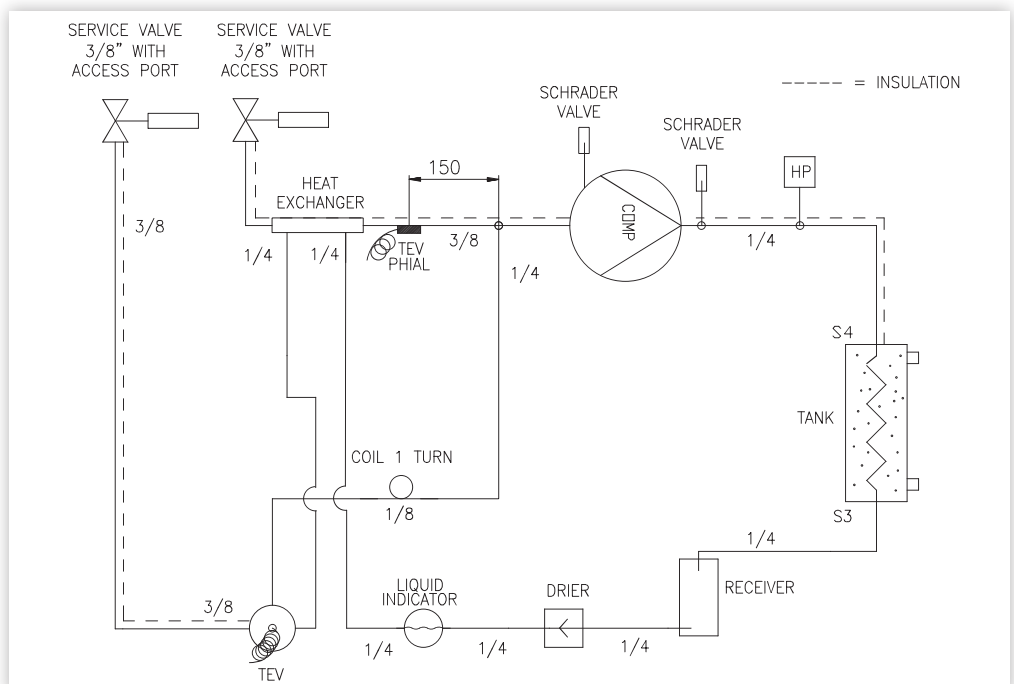 SERVICE VALVE
3/8” WITH
ACCESS PORT
SERVICE VALVE
3/8” WITH
ACCESS PORT
= INSULATION
SCHRADER
VALVE
SCHRADER
VALVE
HP
150
HEAT
EXCHANGER
COMP
3/8
1/4
1/4
TEV
PHIAL
3/8
1/4
1/4
S4
TANK
S3
COIL 1 TURN
1/8
1/4
RECEIVER
DRIER
LIQUID
INDICATOR
3/8
1/4
1/4
1/4
TEV